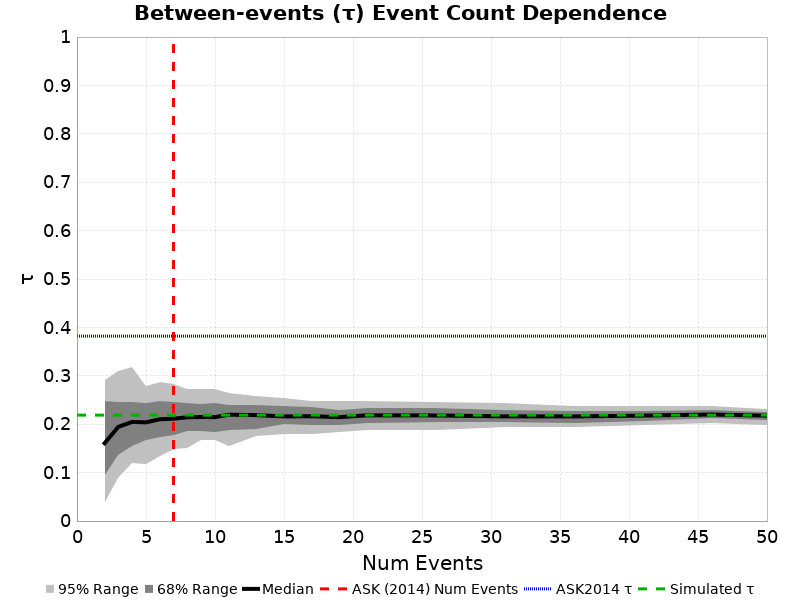 Between-events (τ) Event Count Dependence
1
0.9
0.8
0.7
0.6
0.5
0.4
0.3
0.2
0.1
0
τ
0 5 10 15 20 25 30 35 40 45 50
Num Events
95% Range 68% Range Median ASK (2014) Num Events ASK2014 τ Simulated τ